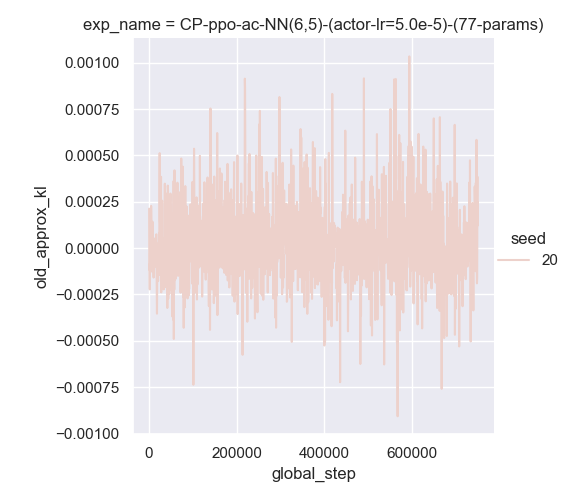 exp_name = CP-ppo-ac-NN(6,5)-(actor-lr=5.0e-5)-(77-params)
0.00100
0.00075
0.00050
0.00025
0.00000
−0.00025
−0.00050
−0.00075
−0.00100
old_approx_kl
0 200000 400000 600000
global_step
seed
20